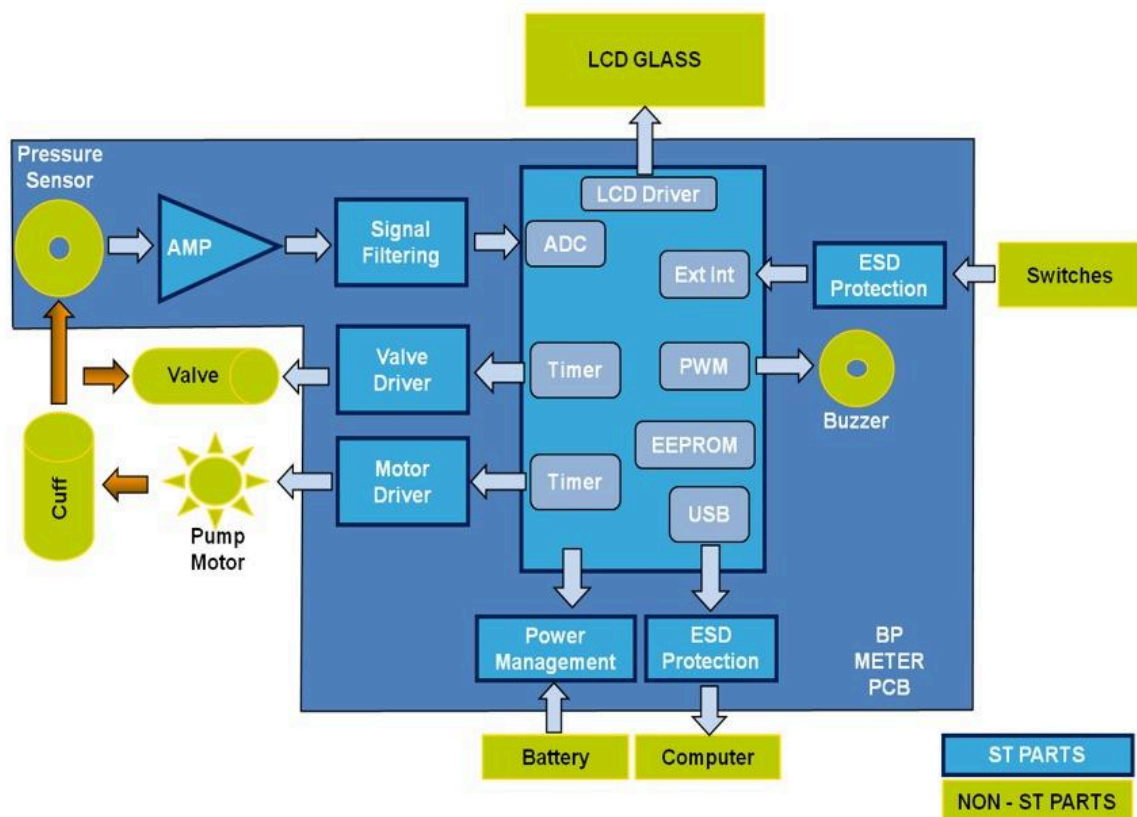 LCD GLASS
Pressure
Sensor
AMP
Signal
Filtering
LCD Driver
ADC
Ext Int
ESD
Protection
Switches
Valve
Valve
Driver
Timer
PWM
Buzzer
EEPROM
Cuff
Pump
Motor
Motor
Driver
Timer
USB
Power
Management
ESD
Protection
BP
METER
PCB
Battery
Computer
ST PARTS
NON - ST PARTS